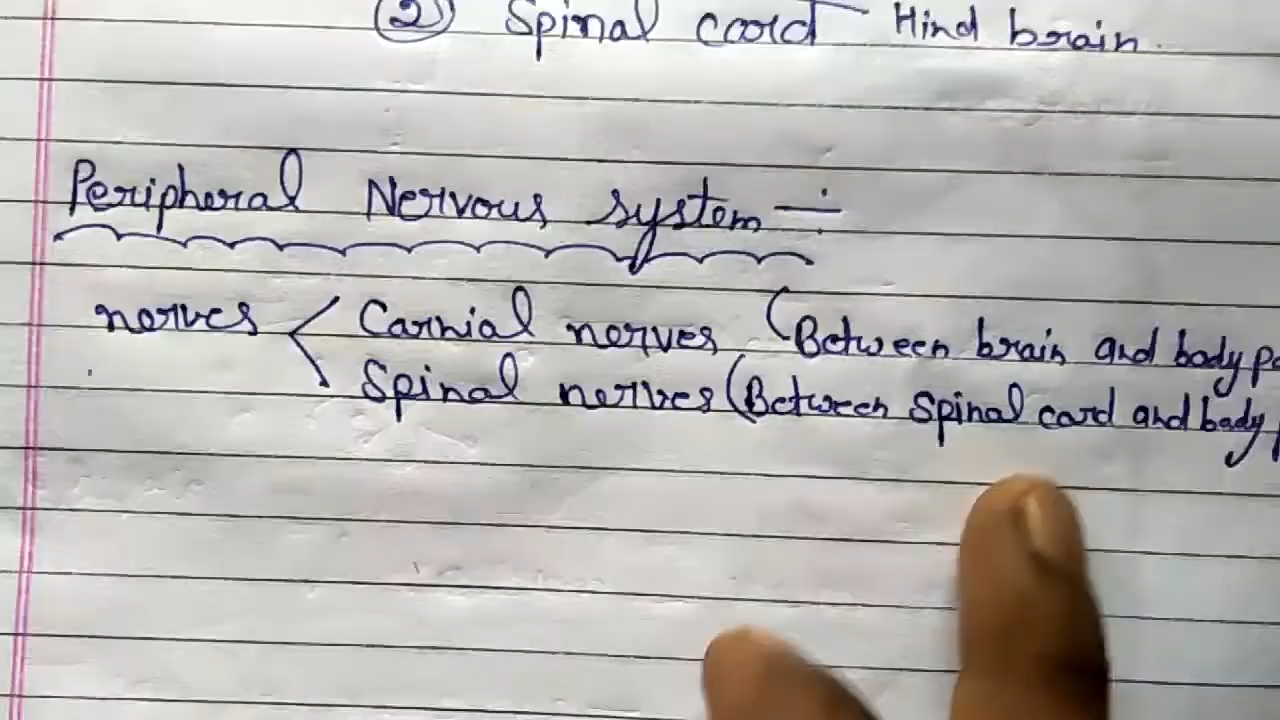 ② Spinal cord Hind brain.
Peripheral Nervous system ÷
nerves < Carnial nerves (Between brain and body
Spinal nerves (Between spinal card and body